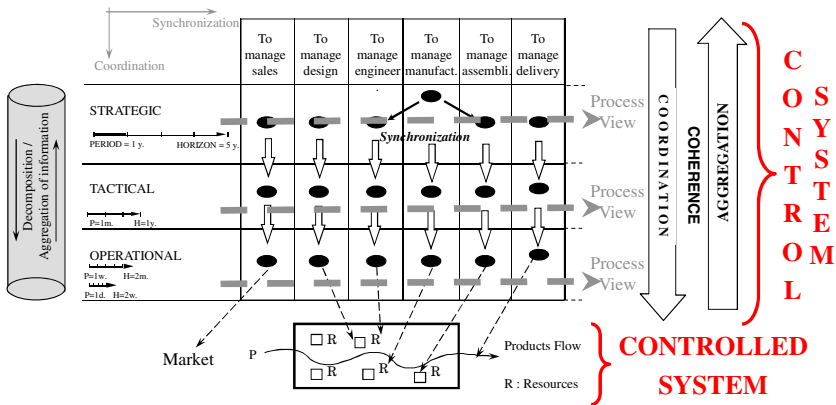 Synchronization
Coordination
To manage sales
To manage design
To manage engineer
To manage manufact.
To manage assembli.
To manage delivery
Decomposition /
Aggregation of information
STRATEGIC
PERIOD = 1 y.
HORIZON = 5 y.
Synchronization
Process
View
TACTICAL
P=1m.
H=1y.
Process
View
OPERATIONAL
P=1w.
H=2m.
P=1d.
H=2w.
Process
View
COORDINATION
COHERENCE
AGGREGATION
CONTROL
SYSTEM
Market
P
R
R
R
R
R
Products Flow
R : Resources
CONTROLLED
SYSTEM